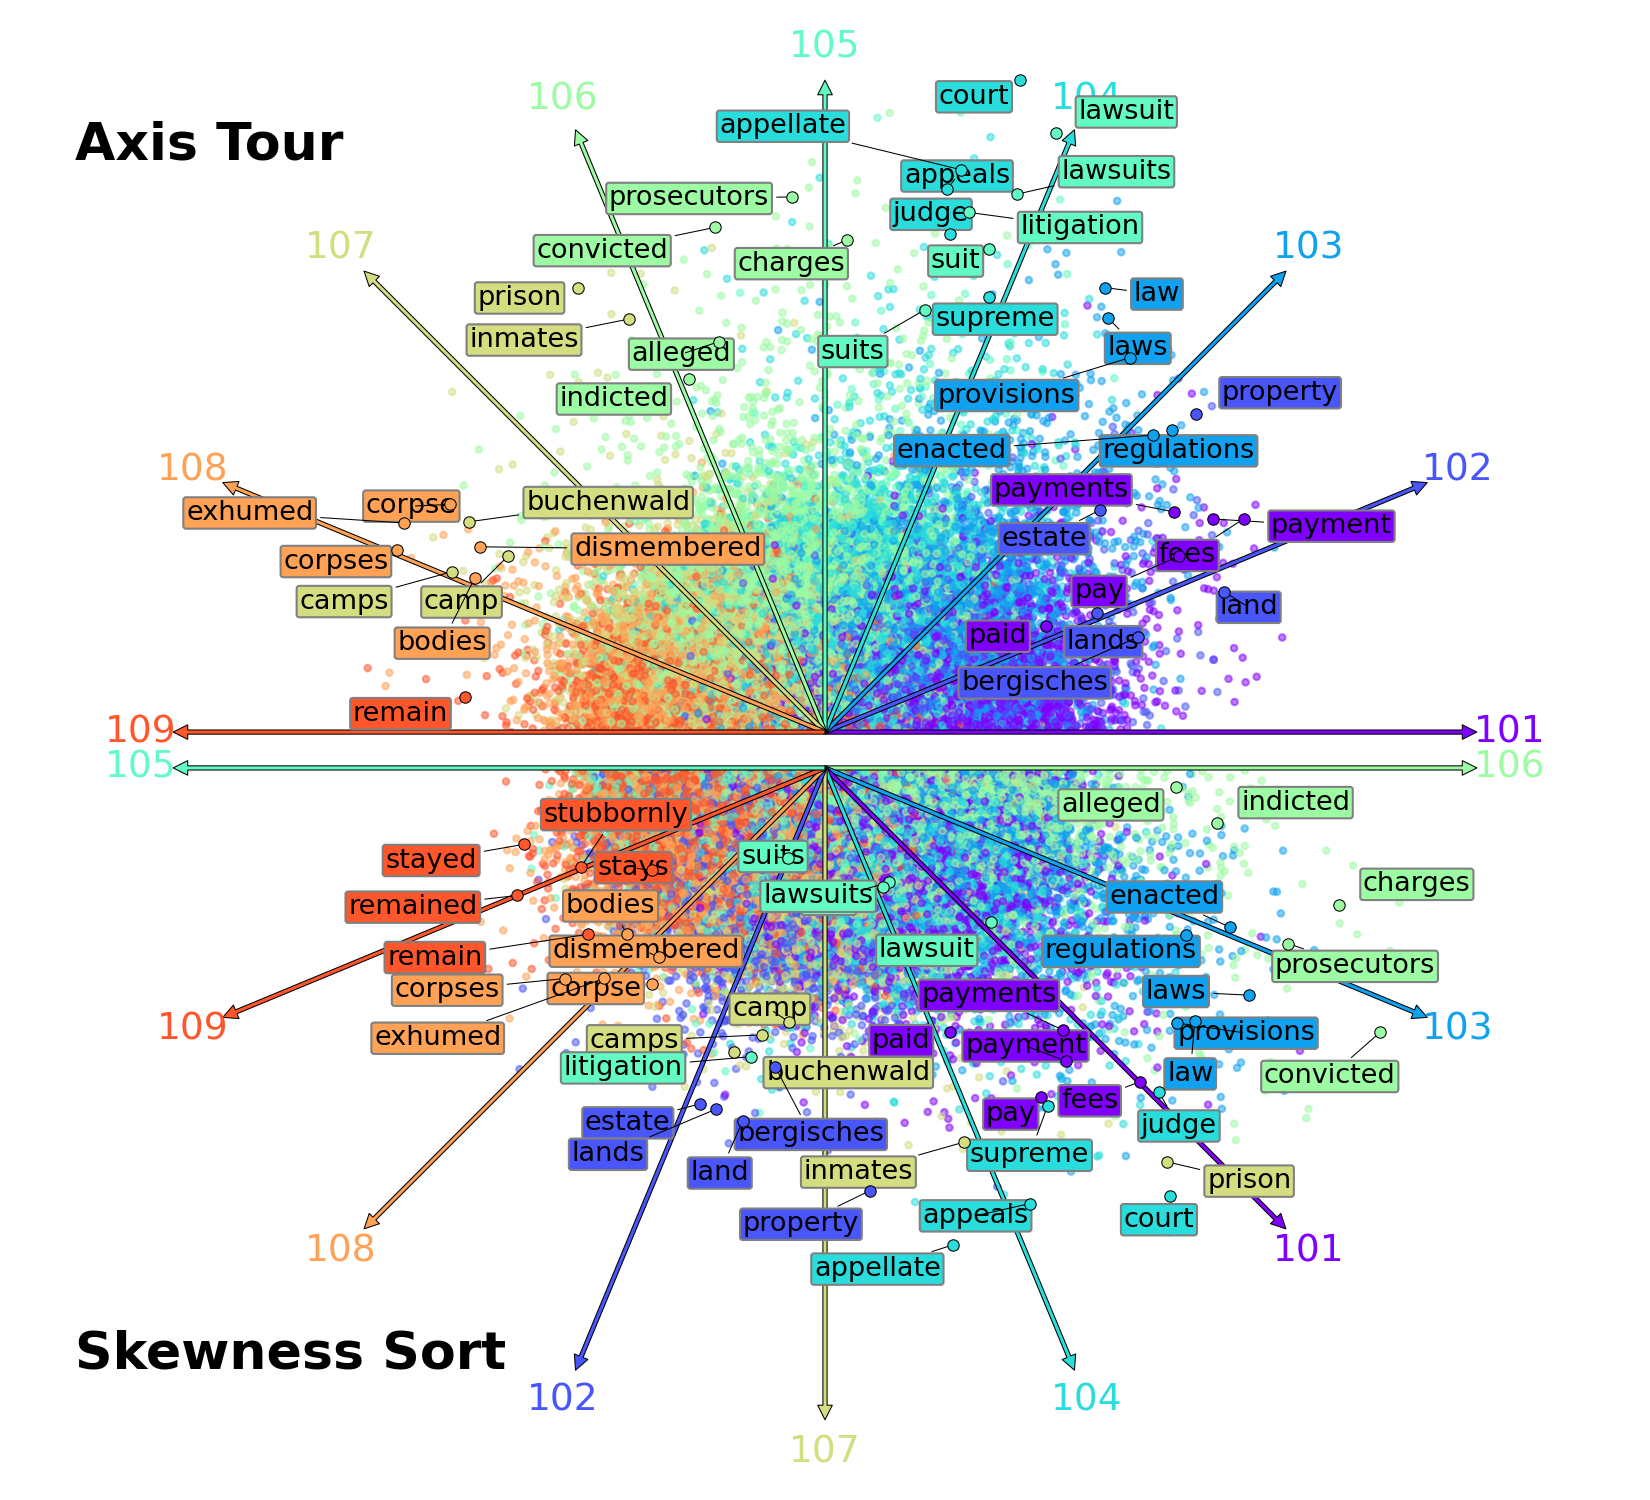 105
106
court
104
lawsuit
appellate
Axis Tour
appeals
lawsuits
prosecutors
judge
litigation
107
convicted
charges
suit
103
prison
law
inmates
supreme
alleged
suits
laws
indicted
provisions
property
enacted
regulations
108
102
exhumed
corpse
buchenwald
payments
payment
corpses
dismembered
estate
fees
camps
camp
pay
land
bodies
paid
lands
bergisches
remain
109
101
105
106
stubbornly
alleged
indicted
stayed
stays
suits
charges
remained
bodies
lawsuits
enacted
remain
dismembered
lawsuit
regulations
prosecutors
corpses
corpse
payments
laws
109
exhumed
camp
camps
paid
payment
provisions
103
litigation
buchenwald
law
convicted
estate
pay
fees
lands
bergisches
supreme
judge
land
inmates
prison
property
appeals
court
108
appellate
101
Skewness Sort
102
104
107